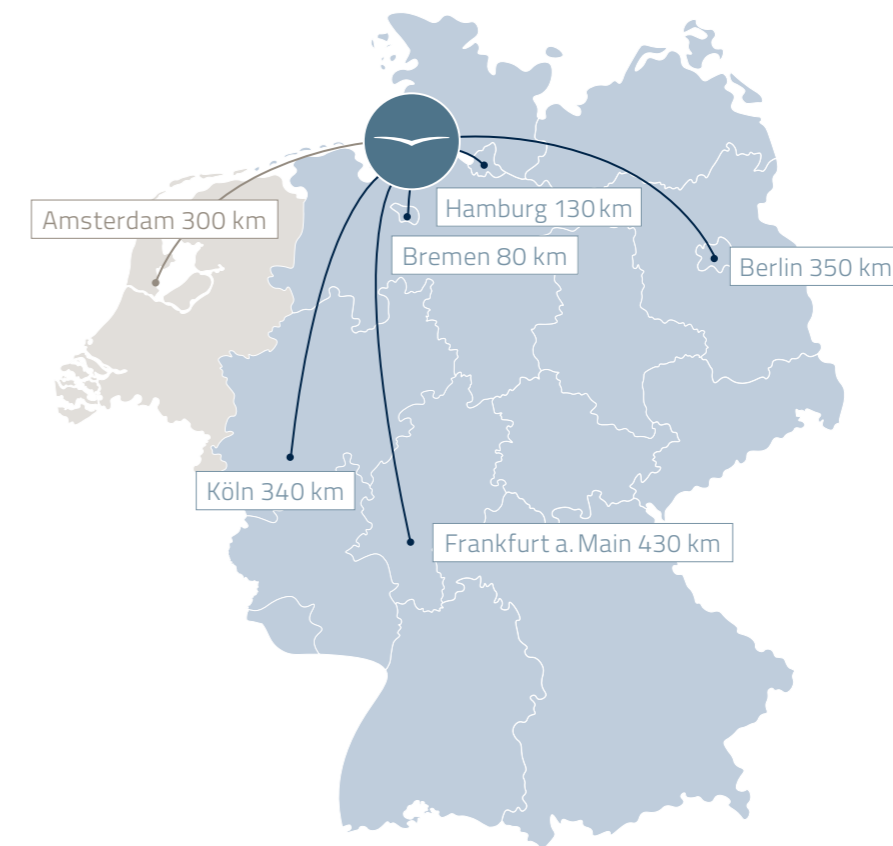 Amsterdam 300 km
Hamburg 130 km
Bremen 80 km
Berlin 350 km
Köln 340 km
Frankfurt a. Main 430 km